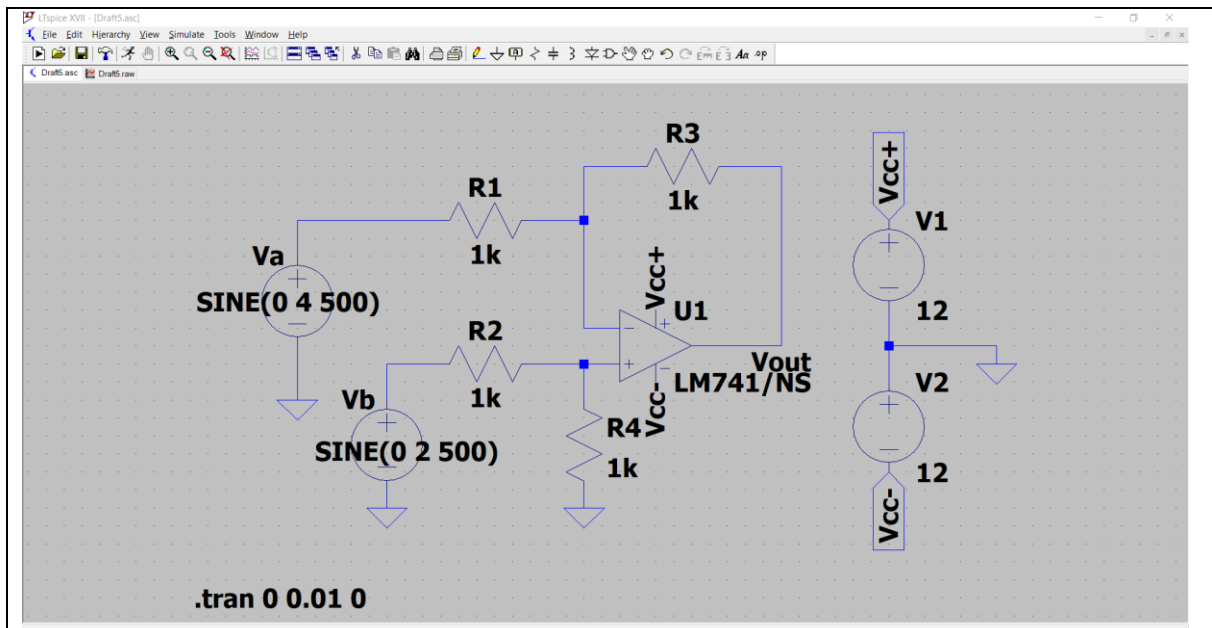 LTspice XVII - [Draft5.asc]
File Edit Hierarchy View Simulate Tools Window Help
Draft5.asc Draft5.raw
R3
1k
R1
1k
Va
SINE(0 4 500)
R2
1k
Vb
SINE(0 2 500)
R4
1k
Vcc+
U1
Vout
LM741/NS
Vcc-
Vcc+
V1
12
V2
12
Vcc-
.tran 0 0.01 0